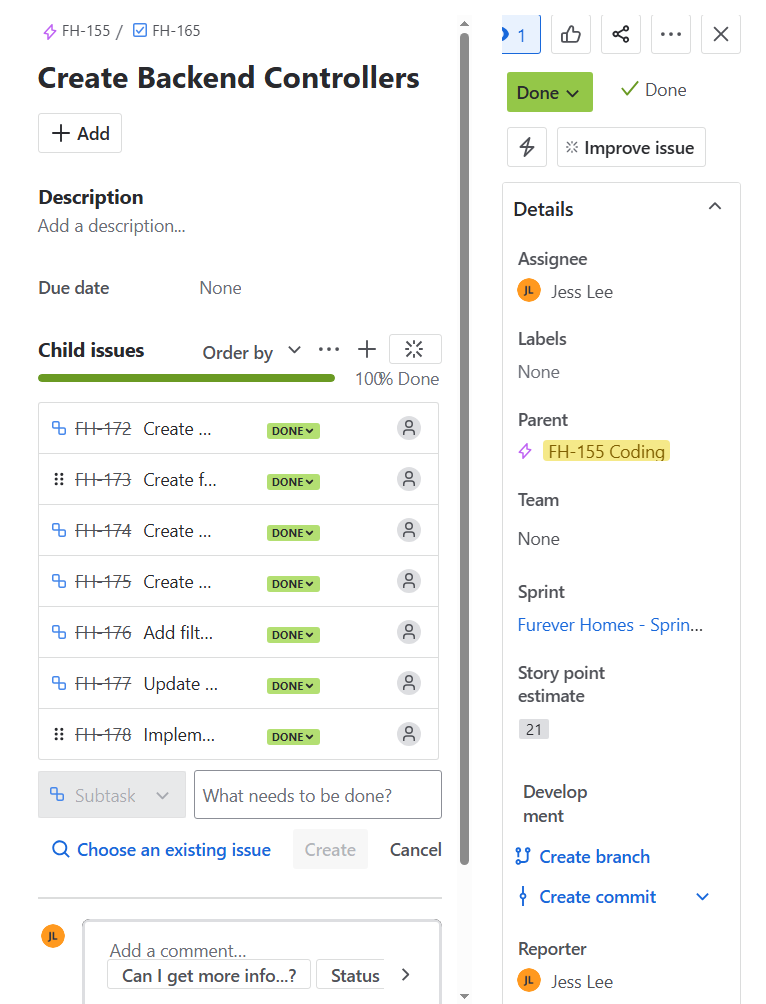 FH-155 / FH-165
Create Backend Controllers
Add
Description
Add a description...
Due date None
Child issues Order by
100% Done
FH-172 Create ... DONE
FH-173 Create f... DONE
FH-174 Create ... DONE
FH-175 Create ... DONE
FH-176 Add filt... DONE
FH-177 Update ... DONE
FH-178 Implem... DONE
Subtask What needs to be done?
Choose an existing issue Create Cancel
JL
Add a comment...
Can I get more info...? Status
1
Done Done
Improve issue
Details
Assignee
JL Jess Lee
Labels
None
Parent
FH-155 Coding
Team
None
Sprint
Furever Homes - Sprin...
Story point
estimate
21
Develop
ment
Create branch
Create commit
Reporter
JL Jess Lee